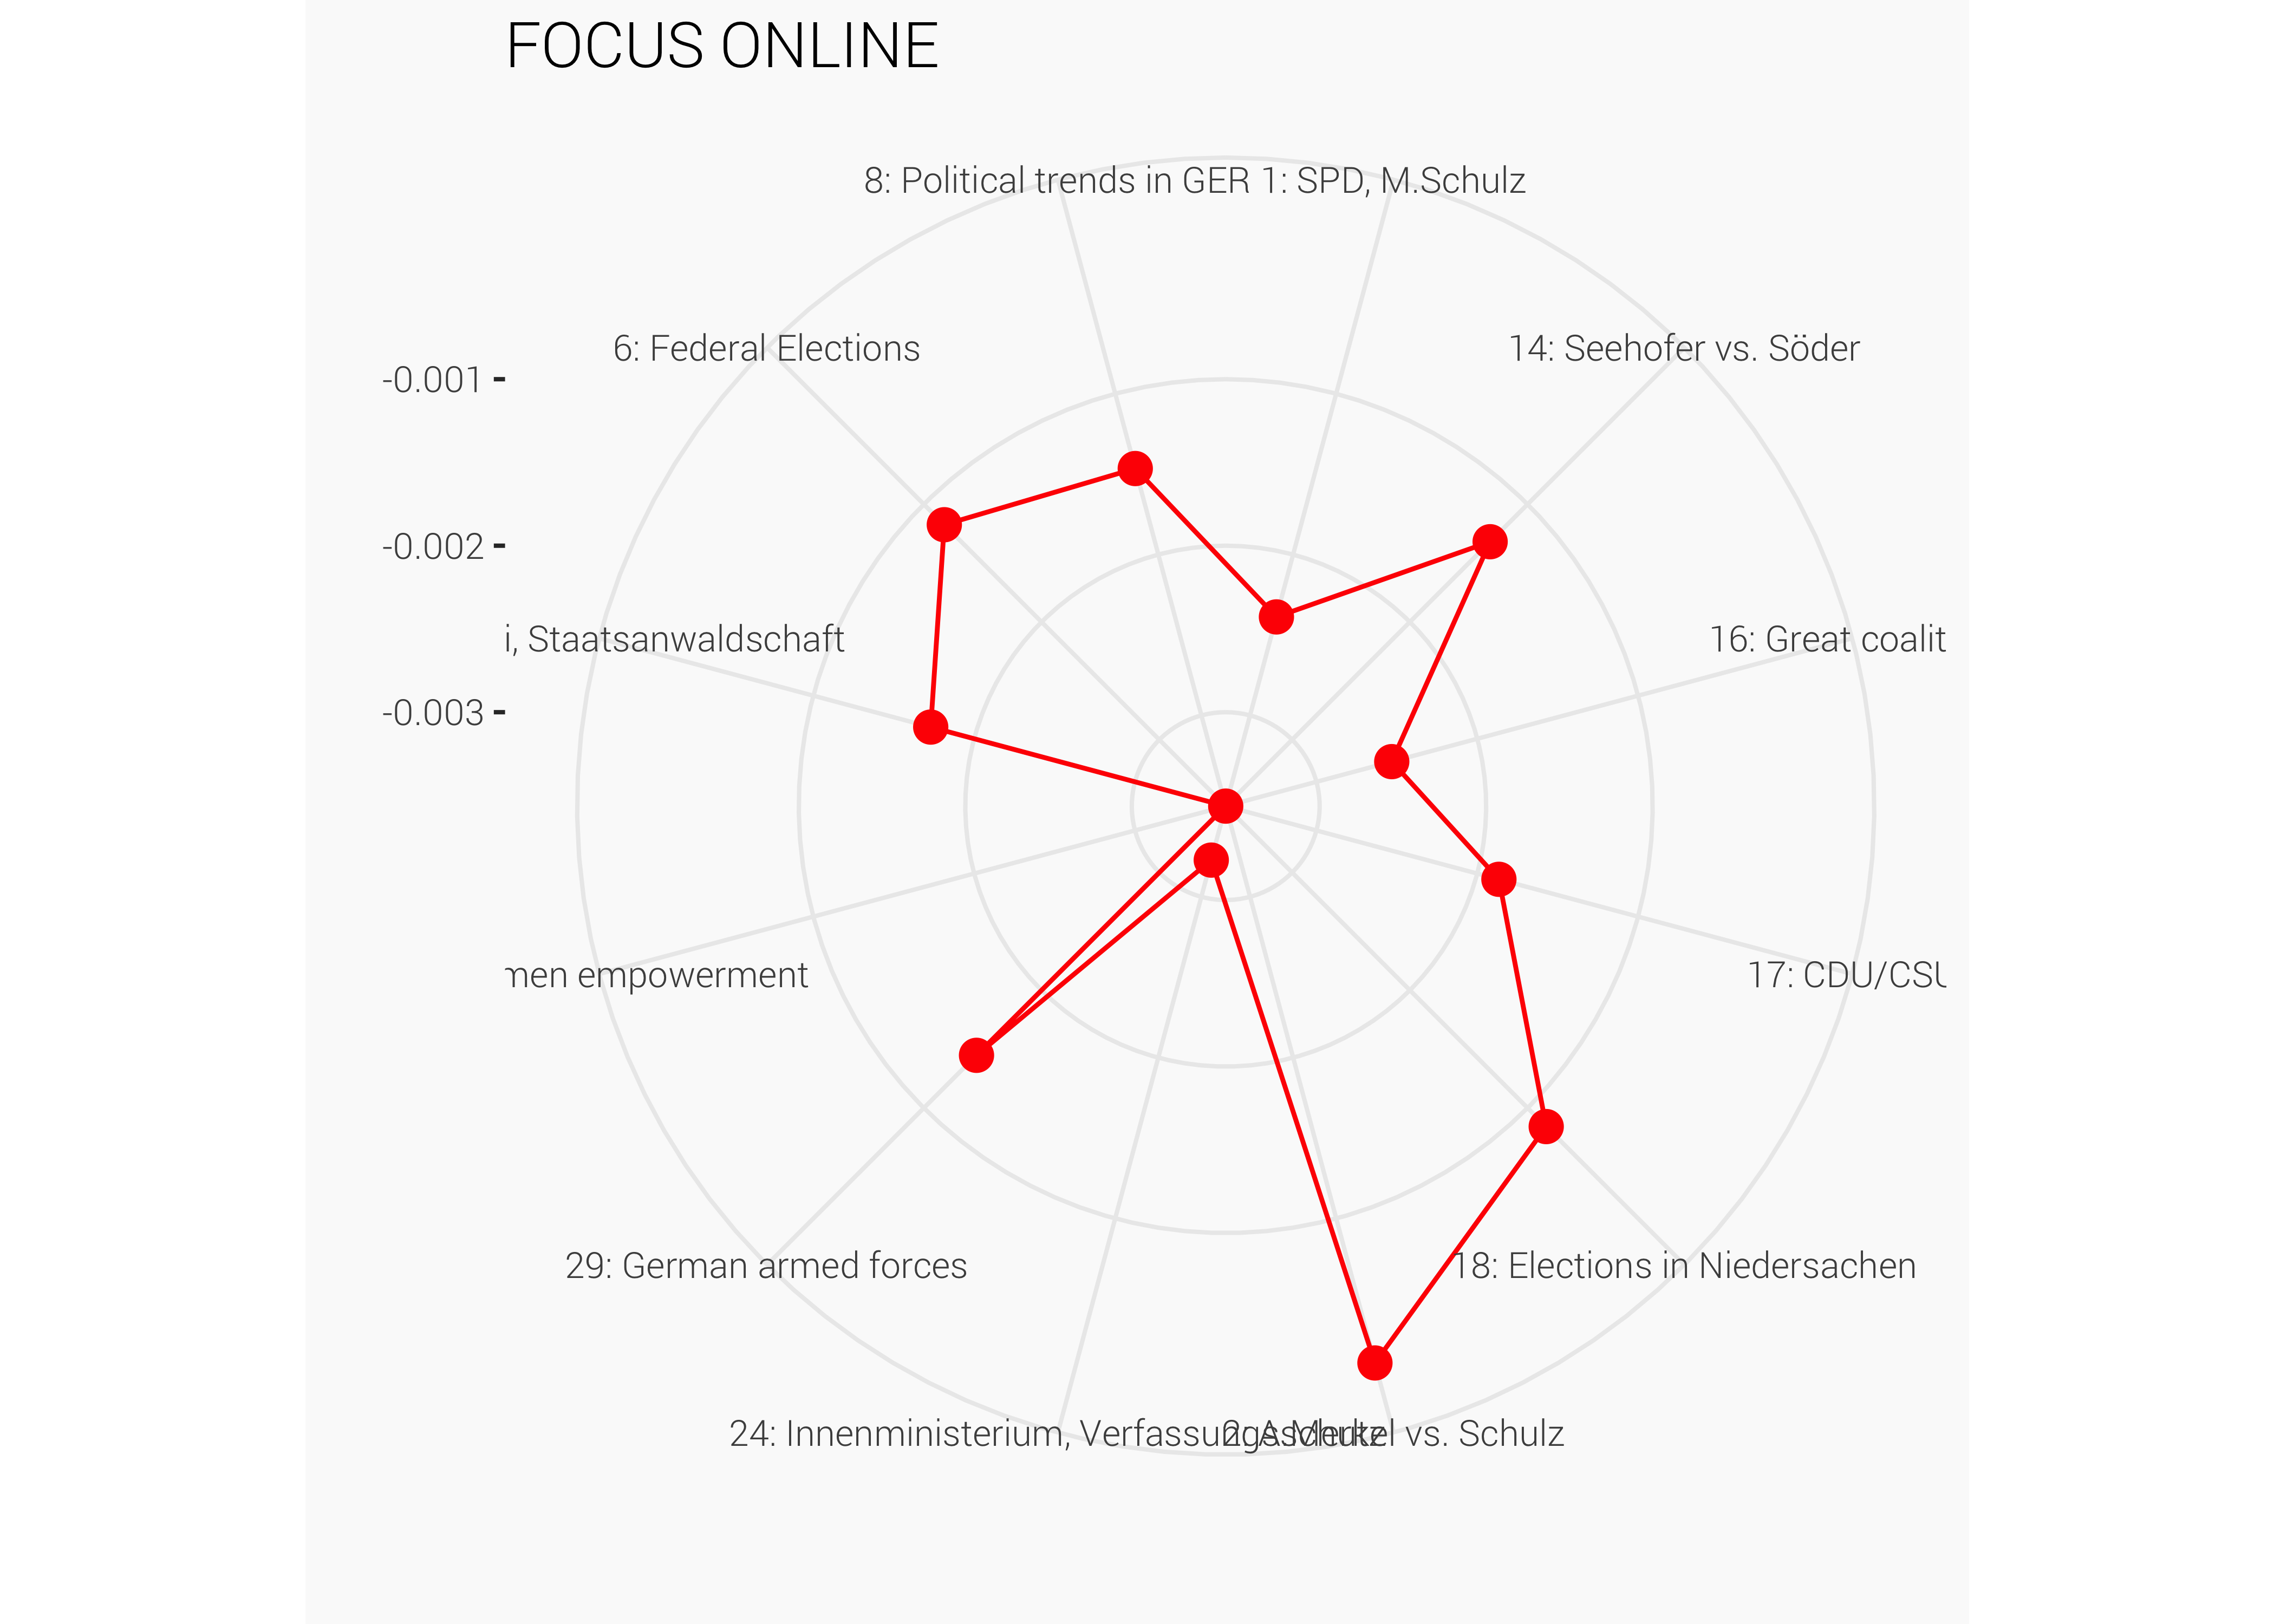 FOCUS ONLINE
8: Political trends in GER
1: SPD, M.Schulz
6: Federal Elections
14: Seehofer vs. Söder
-0.001
-0.002
i, Staatsanwaldschaft
16: Great coalit
-0.003
men empowerment
17: CDU/CSU
29: German armed forces
18: Elections in Niedersachen
24: Innenministerium, Verfassungsschutz
2: A.Merkel vs. Schulz